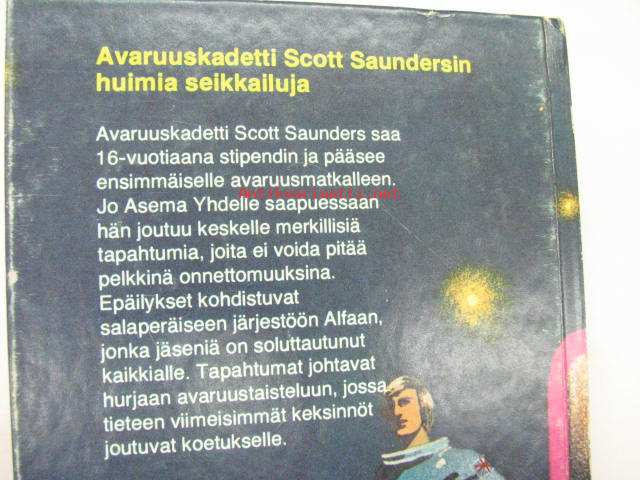 Avaruuskadetti Scott Saundersin
huimia seikkailuja
Avaruuskadetti Scott Saunders saa
16-vuotiaana stipendin ja pääsee
ensimmäiselle avaruusmatkalleen.
Jo Asema Yhdelle saapuessaan
hän joutuu keskelle merkillisiä
tapahtumia, joita ei voida pitää
pelkkinä onnettomuuksina.
Epäilykset kohdistuvat
salaperäiseen järjestöön Alfaan,
jonka jäseniä on soluttautunut
kaikkialle. Tapahtumat johtavat
hurjaan avaruustaisteluun, jossa
tieteen viimeisimmät keksinnöt
joutuvat koetukselle.